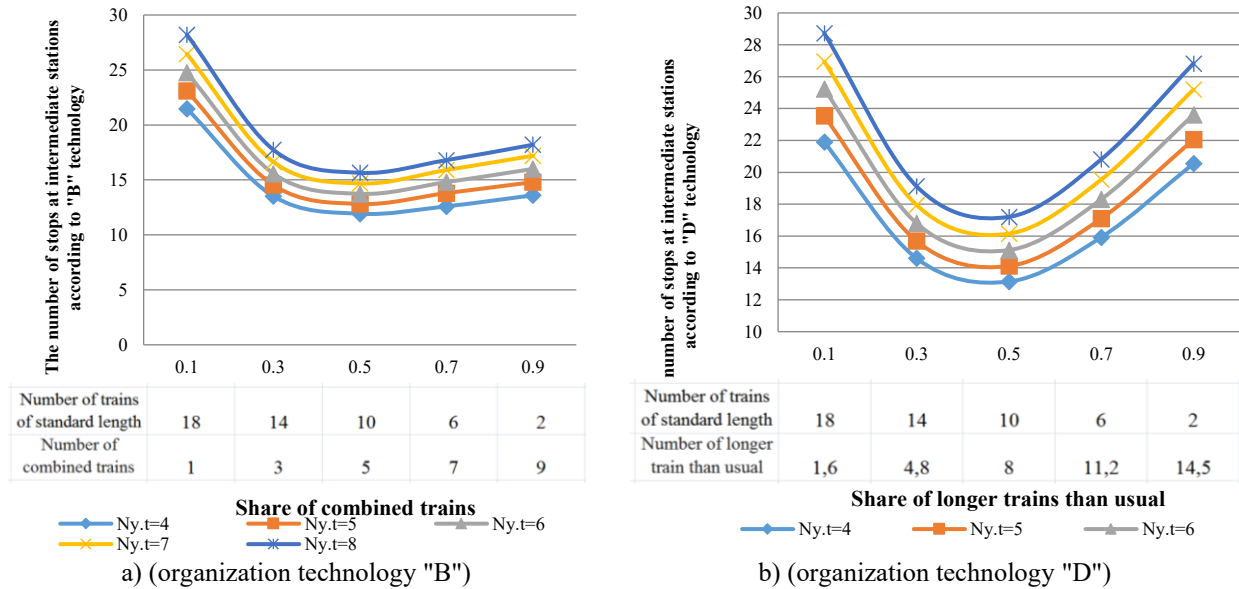 The number of stops at intermediate stations
according to "B" technology
30
25
20
15
10
5
0
0.1 0.3 0.5 0.7 0.9
Number of trains
of standard length 18 14 10 6 2
Number of
combined trains 1 3 5 7 9
Share of combined trains
Ny.t=4 Ny.t=5 Ny.t=6
Ny.t=7 Ny.t=8
a) (organization technology "B")
number of stops at intermediate stations
according to "D" technology
30
28
26
24
22
20
18
16
14
12
10
0.1 0.3 0.5 0.7 0.9
Number of trains
of standard length 18 14 10 6 2
Number of longer
train than usual 1,6 4,8 8 11,2 14,5
Share of longer trains than usual
Ny.t=4 Ny.t=5 Ny.t=6
b) (organization technology "D")